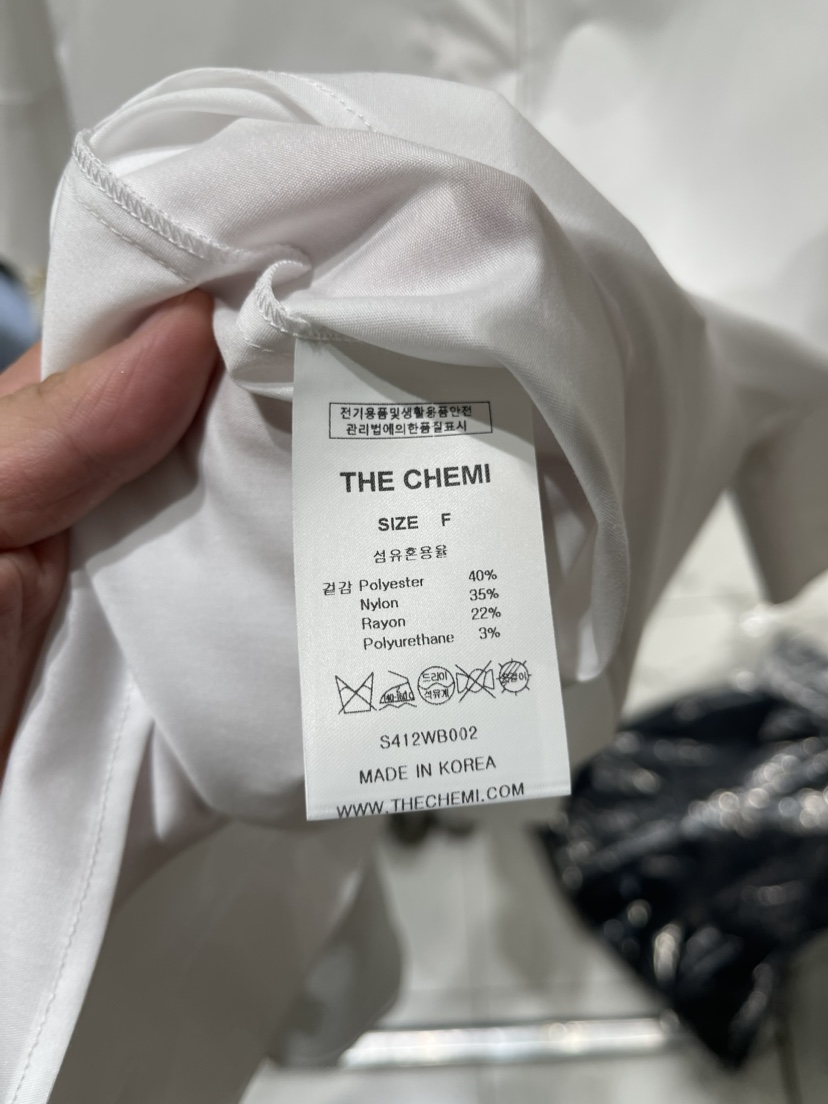 전기용품및생활용품안전
관리법에의한품질표시
THE CHEMI
SIZE F
섬유혼용율
겉감 Polyester 40%
Nylon 35%
Rayon 22%
Polyurethane 3%
드라이
석유계
S412WB002
MADE IN KOREA
WWW.THECHEMI.COM